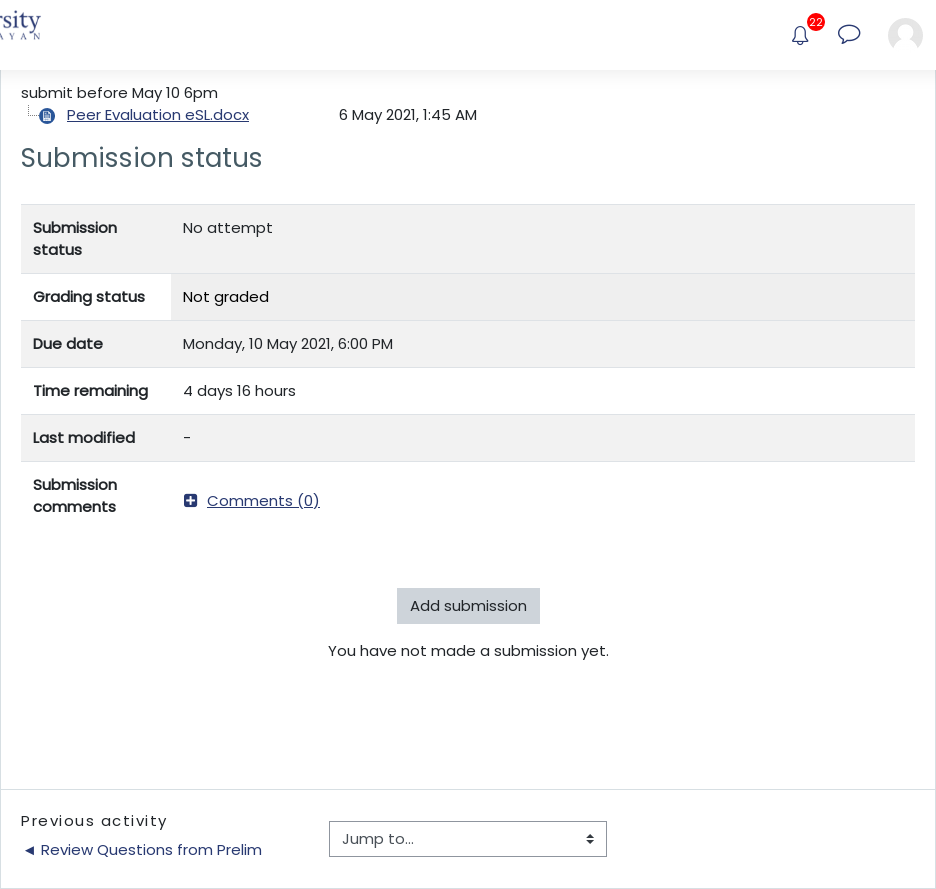 22
submit before May 10 6pm
Peer Evaluation eSL.docx 6 May 2021, 1:45 AM
Submission status
Submission status No attempt
Grading status Not graded
Due date Monday, 10 May 2021, 6:00 PM
Time remaining 4 days 16 hours
Last modified -
Submission comments Comments (0)
Add submission
You have not made a submission yet.
Previous activity
◄ Review Questions from Prelim
Jump to...